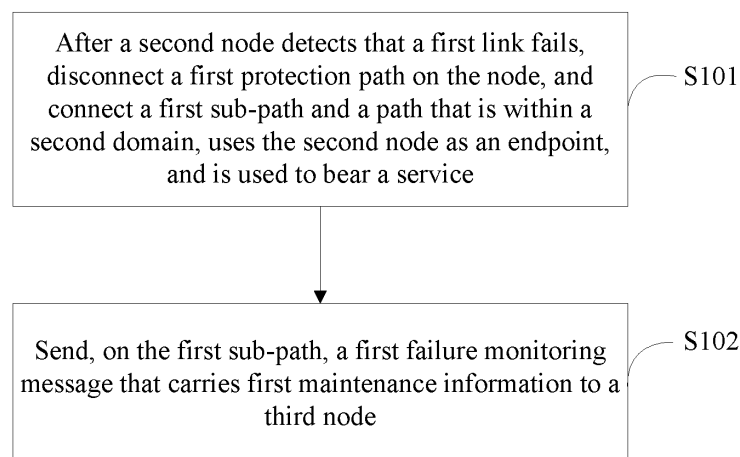 After a second node detects that a first link fails,
disconnect a first protection path on the node, and
connect a first sub-path and a path that is within a
second domain, uses the second node as an endpoint,
and is used to bear a service
S101
Send, on the first sub-path, a first failure monitoring
message that carries first maintenance information to a
third node
S102